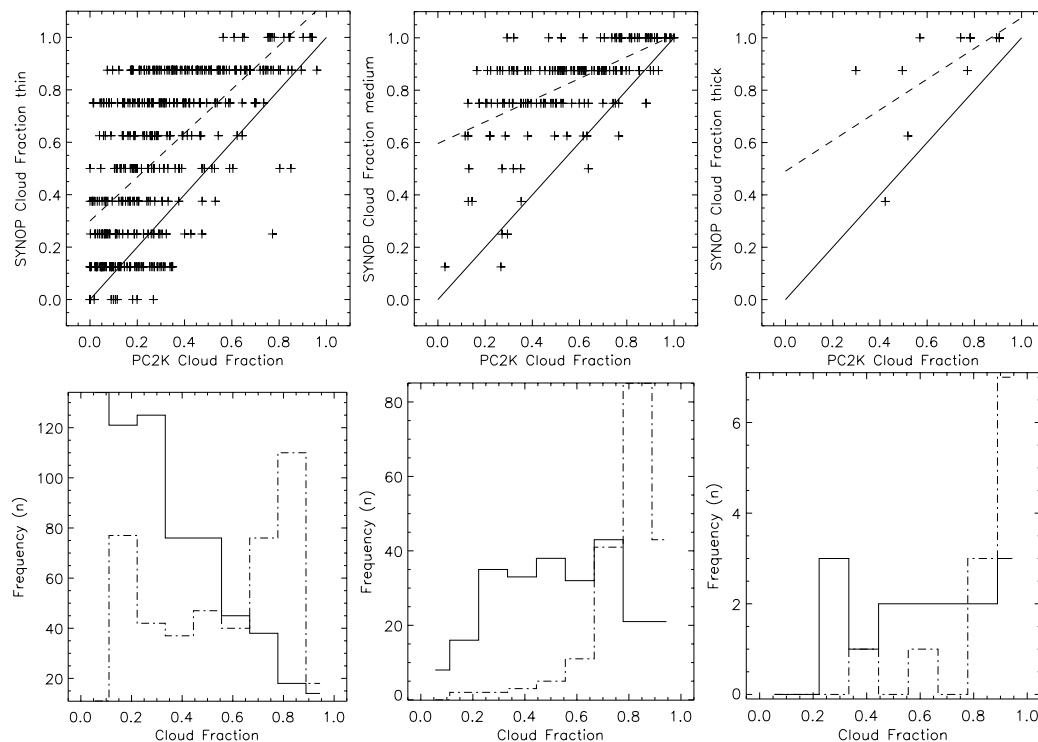 SYNOP Cloud Fraction thin
1.0
0.8
0.6
0.4
0.2
0.0
0.0 0.2 0.4 0.6 0.8 1.0
PC2K Cloud Fraction
SYNOP Cloud Fraction medium
1.0
0.8
0.6
0.4
0.2
0.0
0.0 0.2 0.4 0.6 0.8 1.0
PC2K Cloud Fraction
SYNOP Cloud Fraction thick
1.0
0.8
0.6
0.4
0.2
0.0
0.0 0.2 0.4 0.6 0.8 1.0
PC2K Cloud Fraction
Frequency (n)
120
100
80
60
40
20
0.0 0.2 0.4 0.6 0.8 1.0
Cloud Fraction
Frequency (n)
80
60
40
20
0
0.0 0.2 0.4 0.6 0.8 1.0
Cloud Fraction
Frequency (n)
6
4
2
0
0.0 0.2 0.4 0.6 0.8 1.0
Cloud Fraction